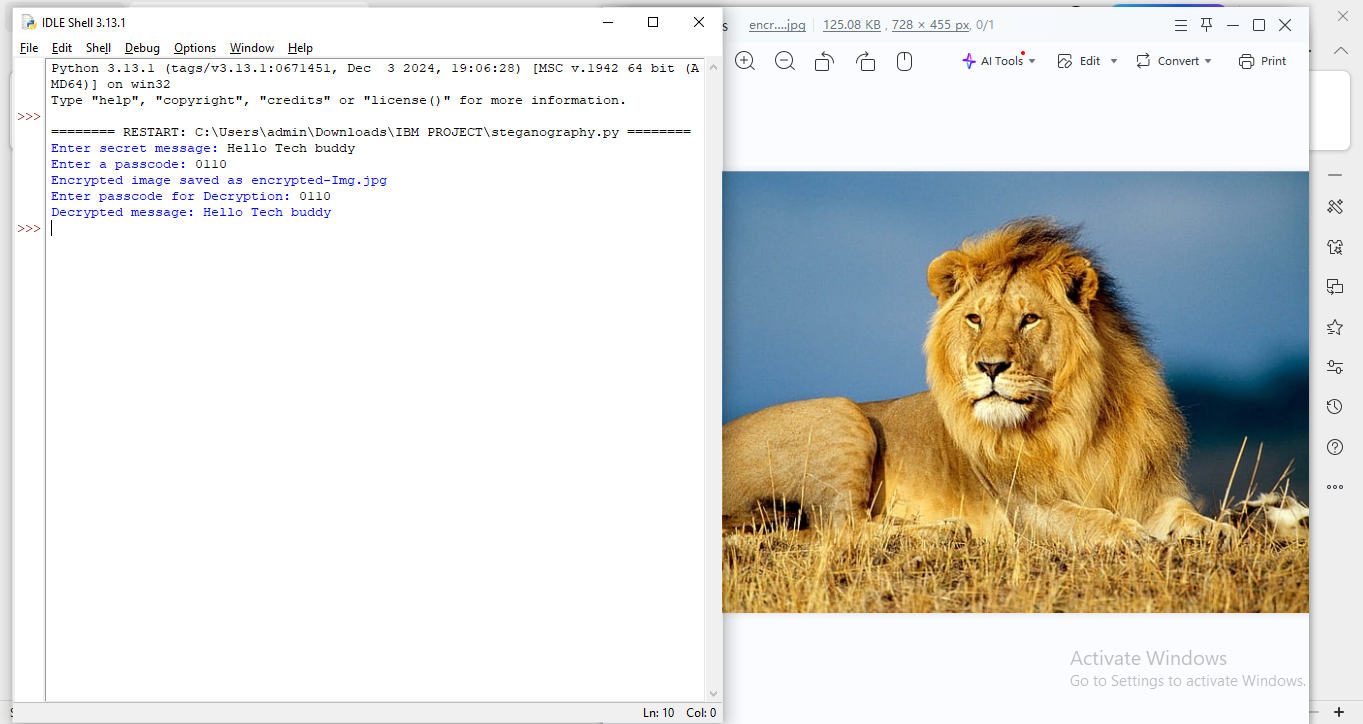 IDLE Shell 3.13.1
File Edit Shell Debug Options Window Help
Python 3.13.1 (tags/v3.13.1:0671451, Dec  3 2024, 19:06:28) [MSC v.1942 64 bit (A
MD64)] on win32
Type "help", "copyright", "credits" or "license()" for more information.
>>>
======== RESTART: C:\Users\admin\Downloads\IBM PROJECT\steganography.py ========
Enter secret message: Hello Tech buddy
Enter a passcode: 0110
Encrypted image saved as encrypted-Img.jpg
Enter passcode for Decryption: 0110
Decrypted message: Hello Tech buddy
>>>
Ln: 10 Col: 0
encr....jpg 125.08 KB , 728 × 455 px, 0/1
AI Tools Edit Convert Print
Activate Windows
Go to Settings to activate Windows.